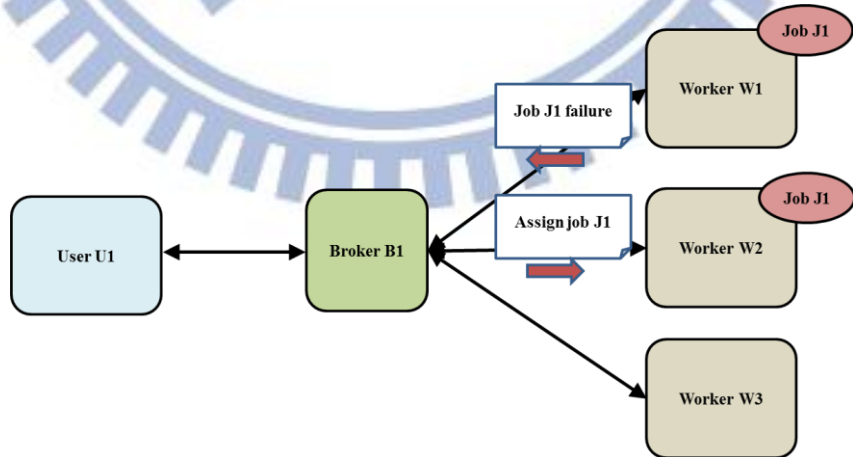 Job J1
Worker W1
Job J1 failure
Job J1
Assign job J1
User U1
Broker B1
Worker W2
Worker W3